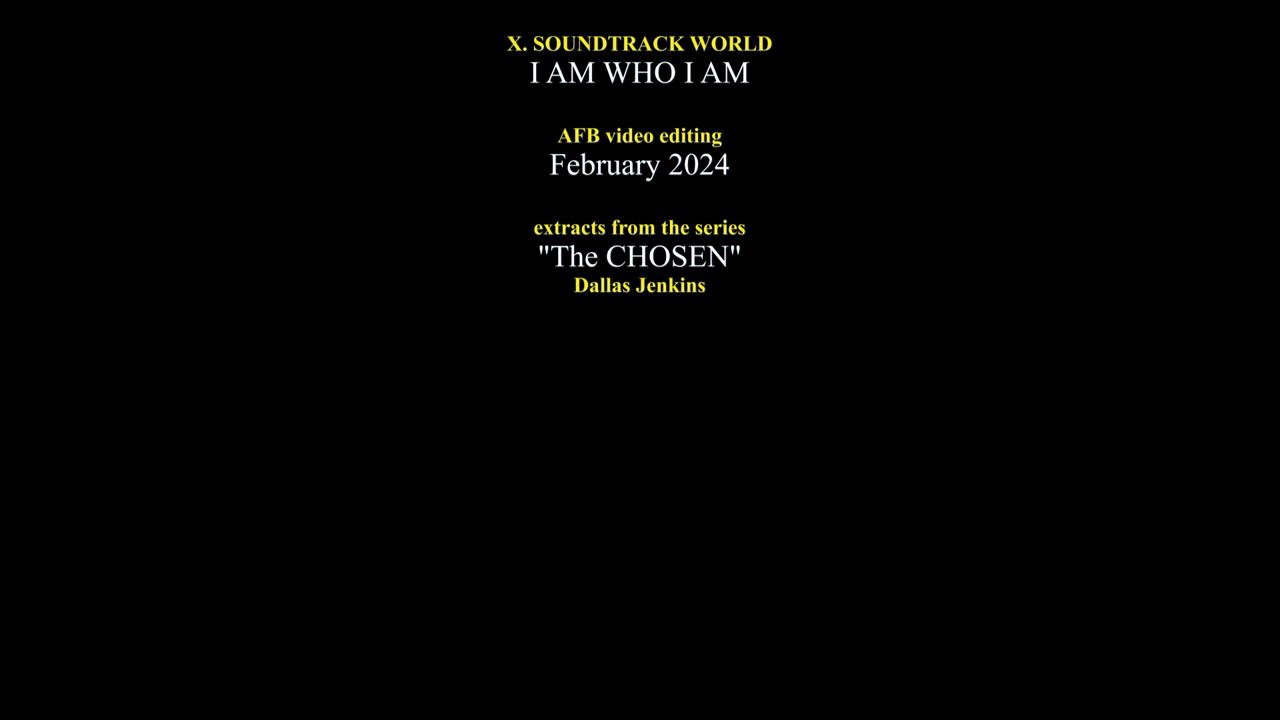 X. SOUNDTRACK WORLD
I AM WHO I AM
AFB video editing
February 2024
extracts from the series
"The CHOSEN"
Dallas Jenkins